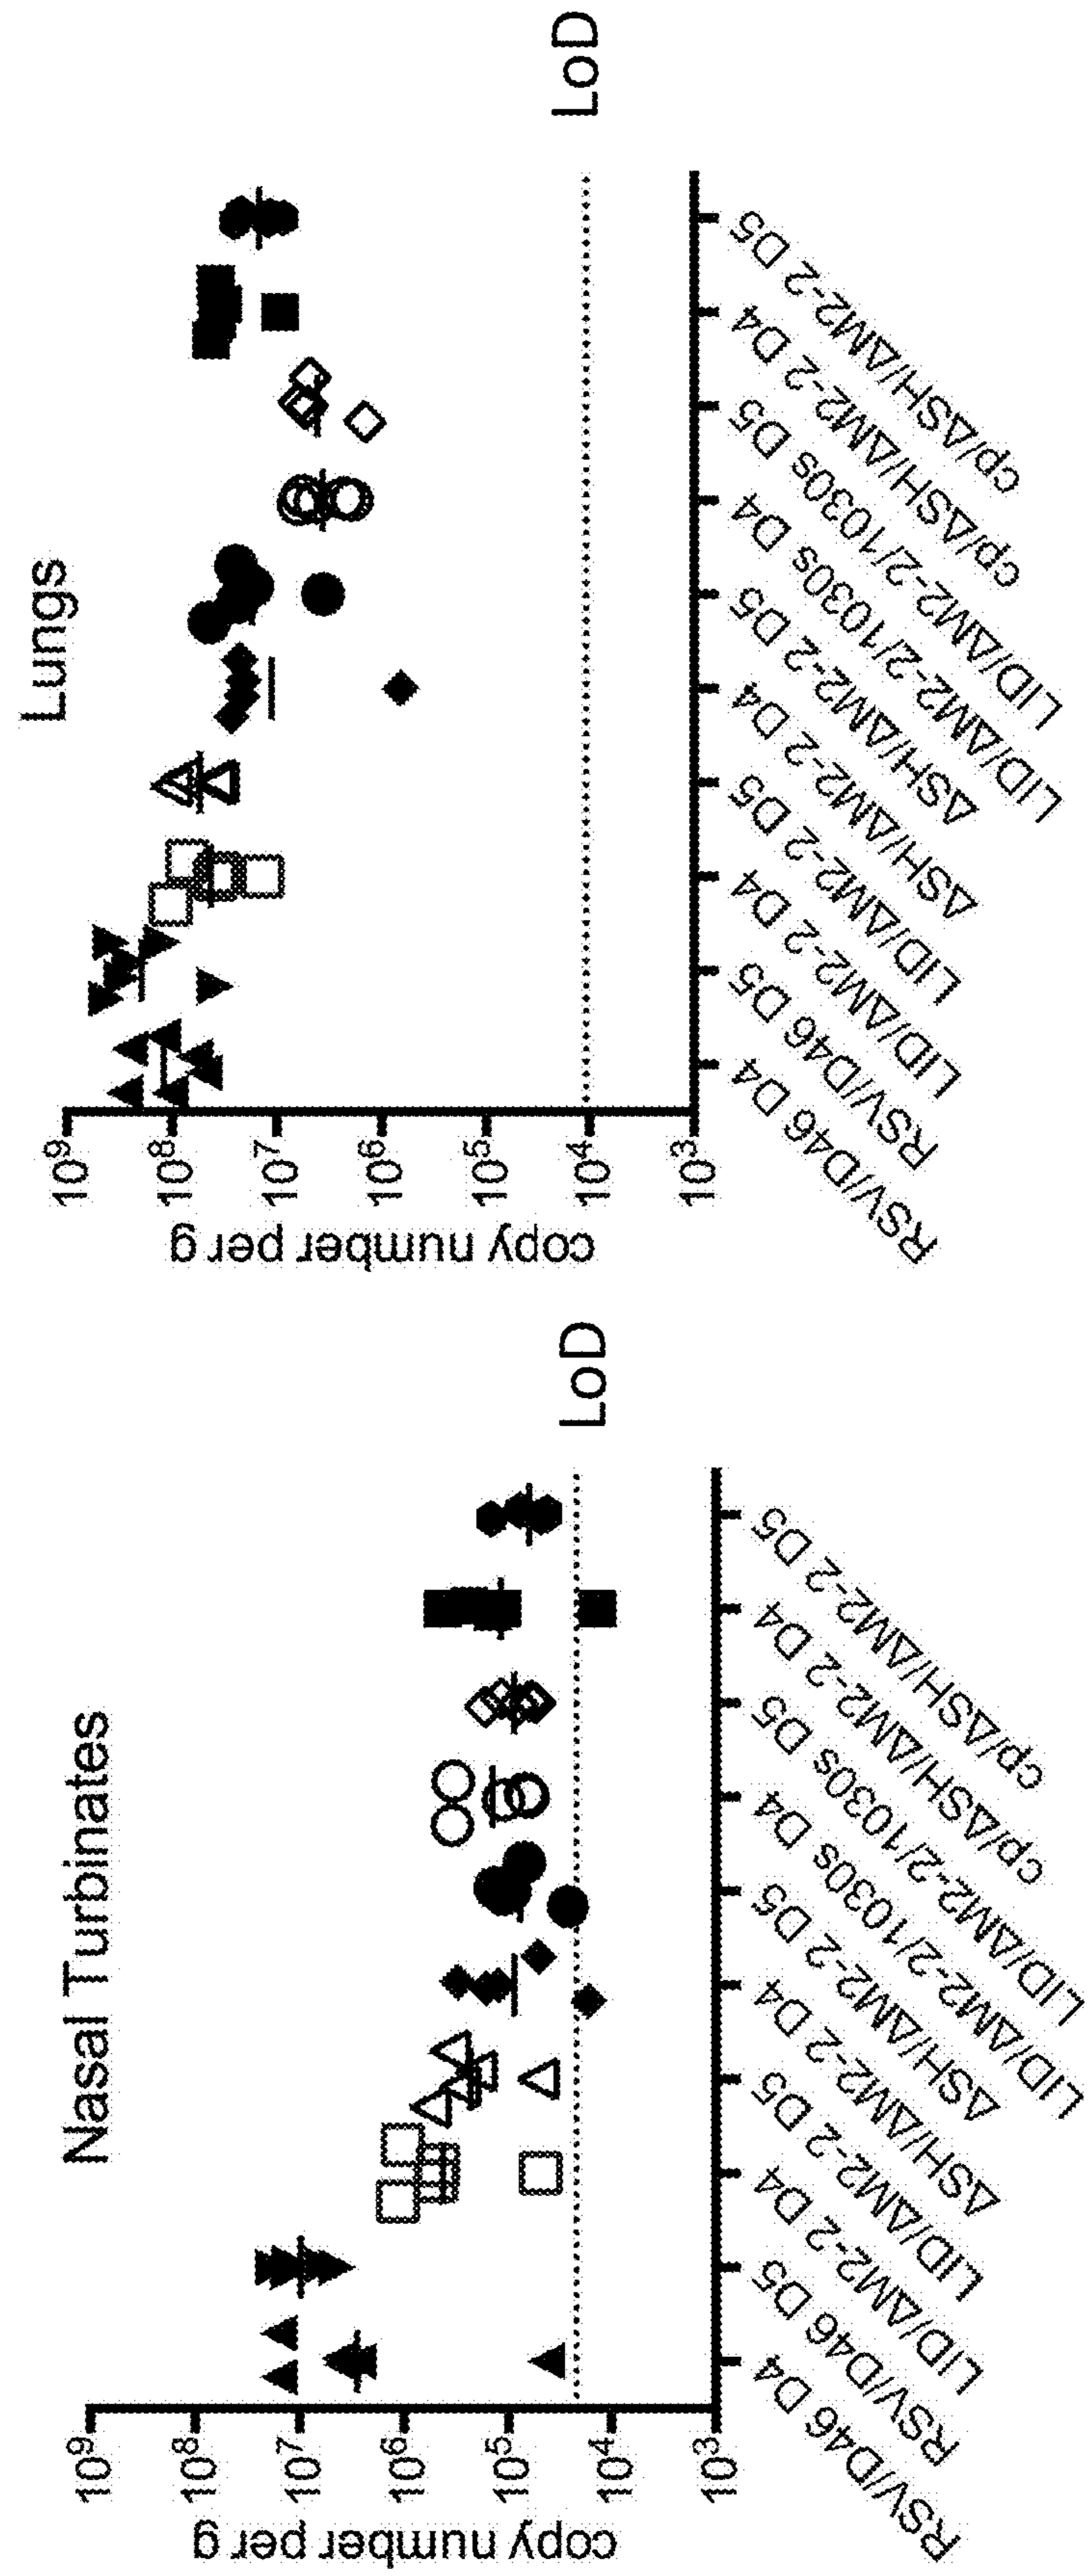 Nasal Turbinates
copy number per g
10⁹
10⁸
10⁷
10⁶
10⁵
10⁴
10³
LoD
RSV/D46 D4
RSV/D46 D5
LID/ΔM2-2 D4
LID/ΔM2-2 D5
ΔSH/ΔM2-2 D4
ΔSH/ΔM2-2 D5
LID/ΔM2-2/1030s D4
LID/ΔM2-2/1030s D5
cp/ΔSH/ΔM2-2 D4
cp/ΔSH/ΔM2-2 D5
Lungs
copy number per g
10⁹
10⁸
10⁷
10⁶
10⁵
10⁴
10³
LoD
RSV/D46 D4
RSV/D46 D5
LID/ΔM2-2 D4
LID/ΔM2-2 D5
ΔSH/ΔM2-2 D4
ΔSH/ΔM2-2 D5
LID/ΔM2-2/1030s D4
LID/ΔM2-2/1030s D5
cp/ΔSH/ΔM2-2 D4
cp/ΔSH/ΔM2-2 D5